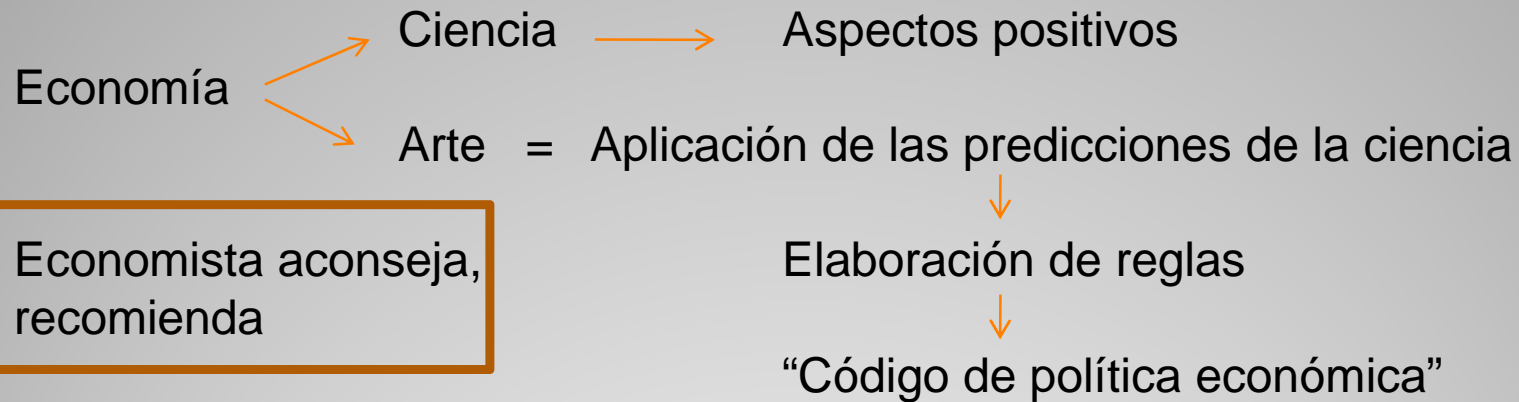 Ciencia Aspectos positivos
Economía
Arte = Aplicación de las predicciones de la ciencia
Economista aconseja, Elaboración de reglas
recomienda
“Código de política económica”